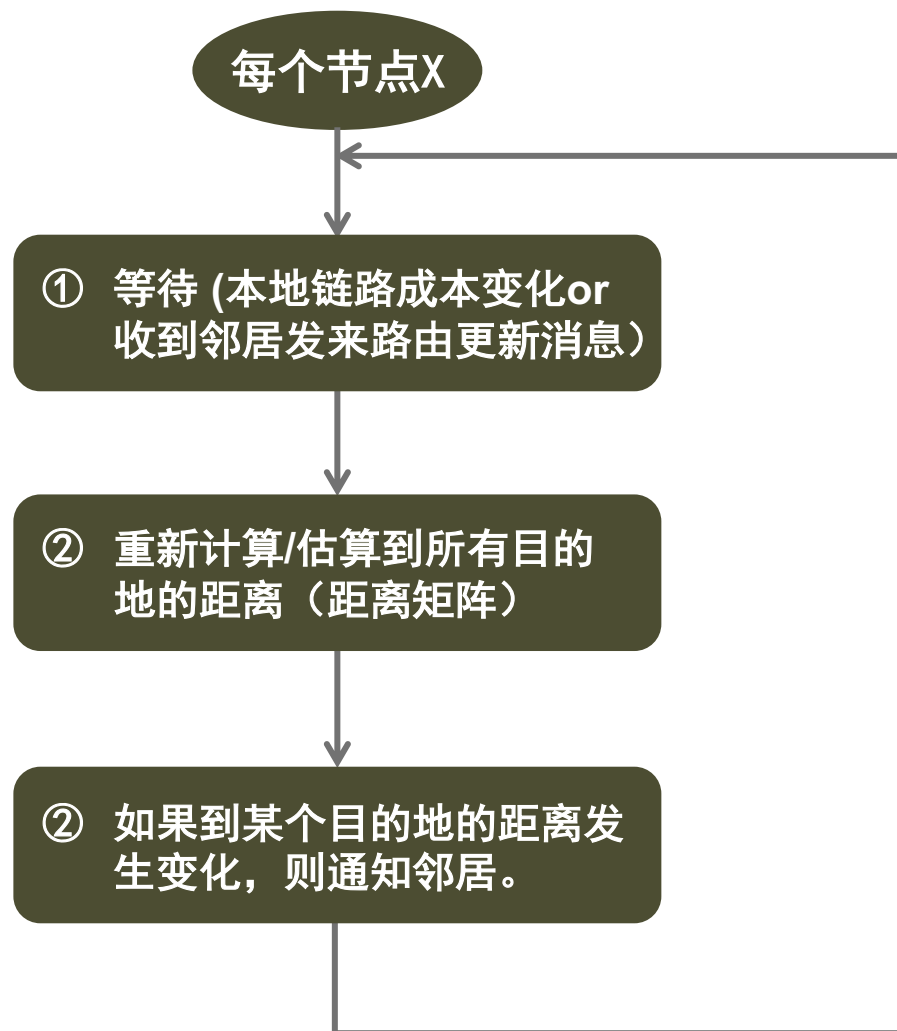 每个节点X
① 等待 (本地链路成本变化or
收到邻居发来路由更新消息）
② 重新计算/估算到所有目的
地的距离（距离矩阵）
② 如果到某个目的地的距离发
生变化，则通知邻居。